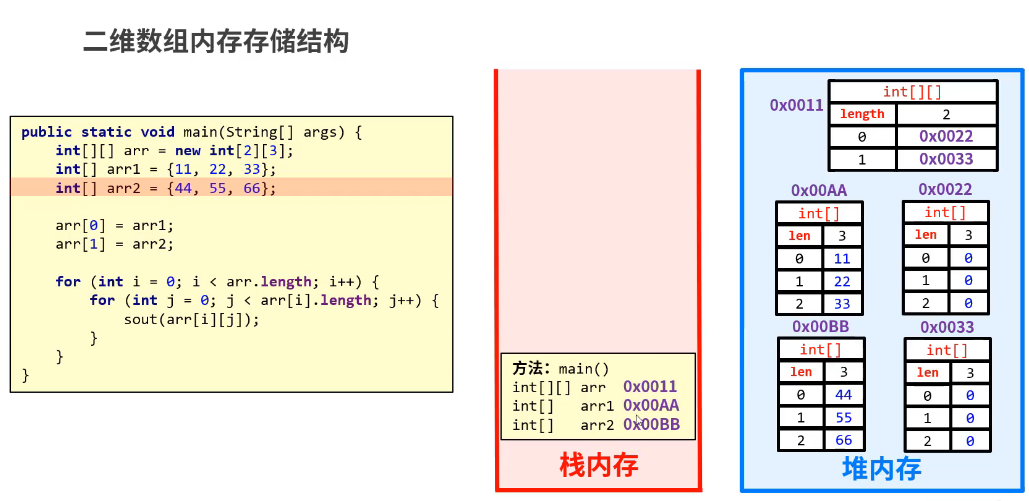 二维数组内存存储结构
public static void main(String[] args) {
int[][] arr = new int[2][3];
int[] arr1 = {11, 22, 33};
int[] arr2 = {44, 55, 66};
arr[0] = arr1;
arr[1] = arr2;
for (int i = 0; i < arr.length; i++) {
for (int j = 0; j < arr[i].length; j++) {
sout(arr[i][j]);
}
}
}
方法：main()
int[][] arr 0x0011
int[] arr1 0x00AA
int[] arr2 0x00BB
栈内存
0x0011
int[][]
length 2
0 0x0022
1 0x0033
0x00AA
int[]
len 3
0 11
1 22
2 33
0x0022
int[]
len 3
0 0
1 0
2 0
0x00BB
int[]
len 3
0 44
1 55
2 66
0x0033
int[]
len 3
0 0
1 0
2 0
堆内存